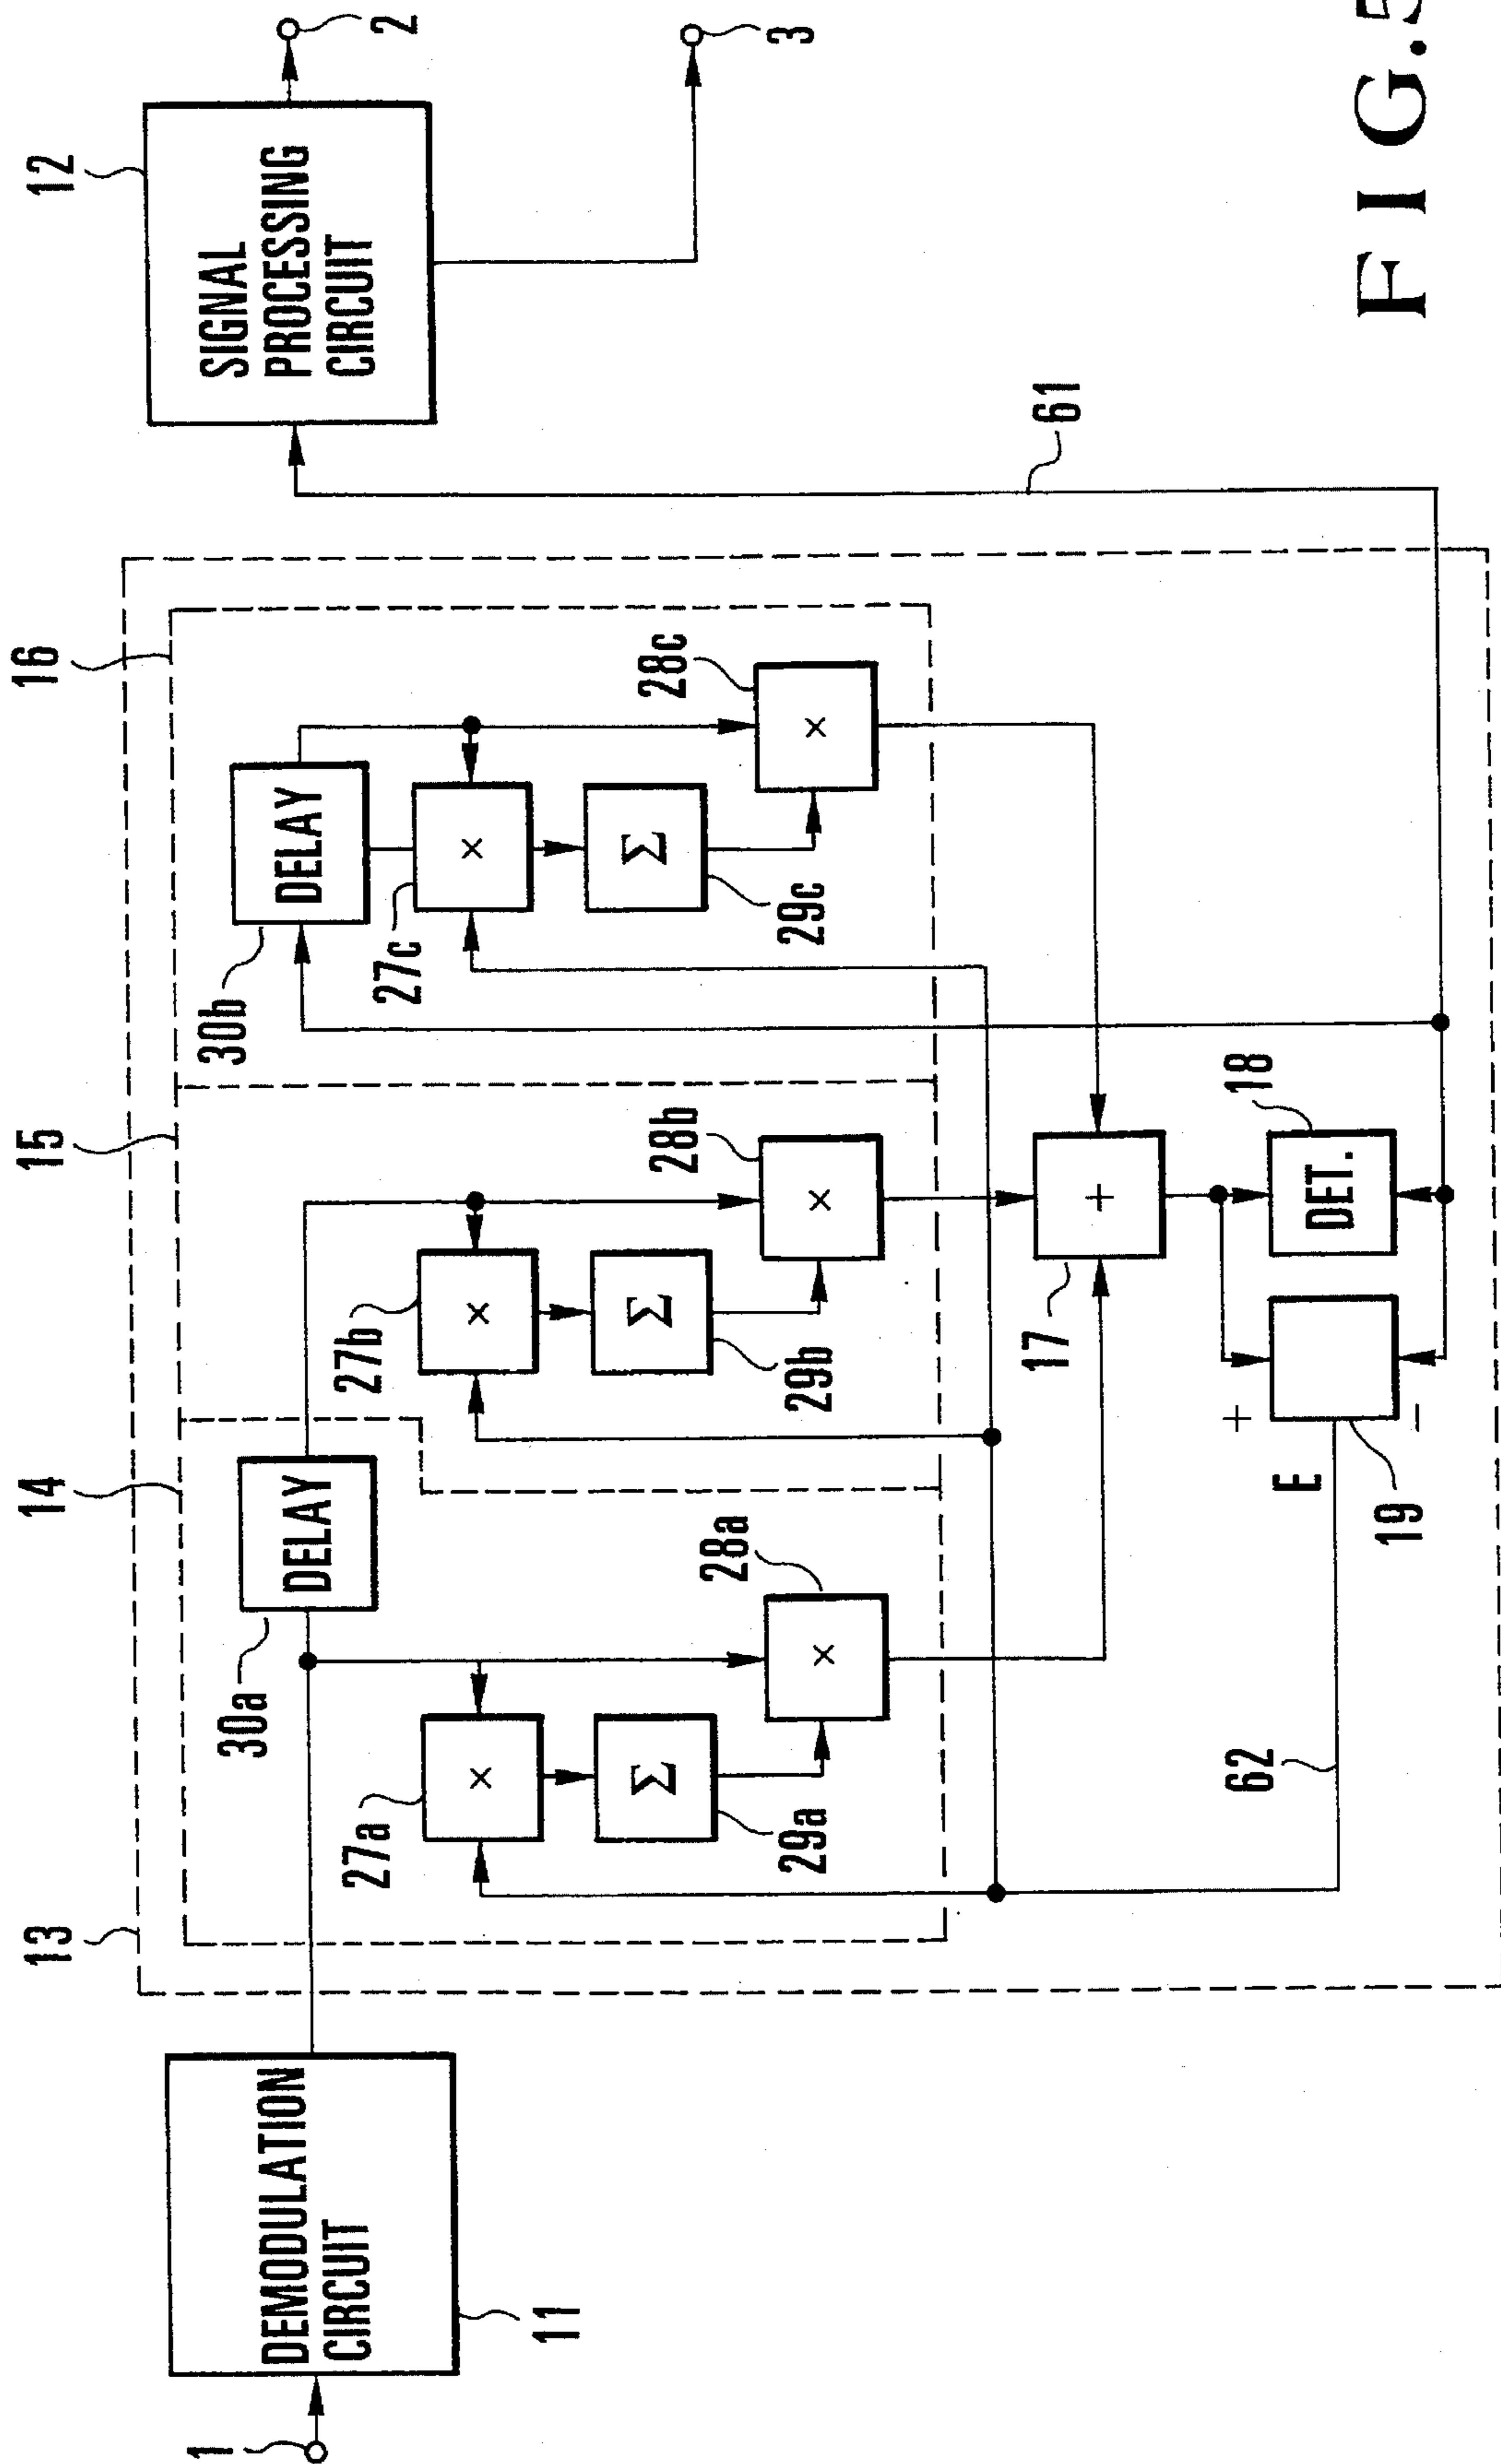 1
DEMODULATION
CIRCUIT
11
13
14
15
16
30a
DELAY
27a
×
Σ
29a
28a
×
27b
×
Σ
29b
28b
×
30b
DELAY
27c
×
Σ
29c
28c
×
17
+
18
DET.
+
−
19
E
62
61
12
SIGNAL
PROCESSING
CIRCUIT
2
3
FIG.5